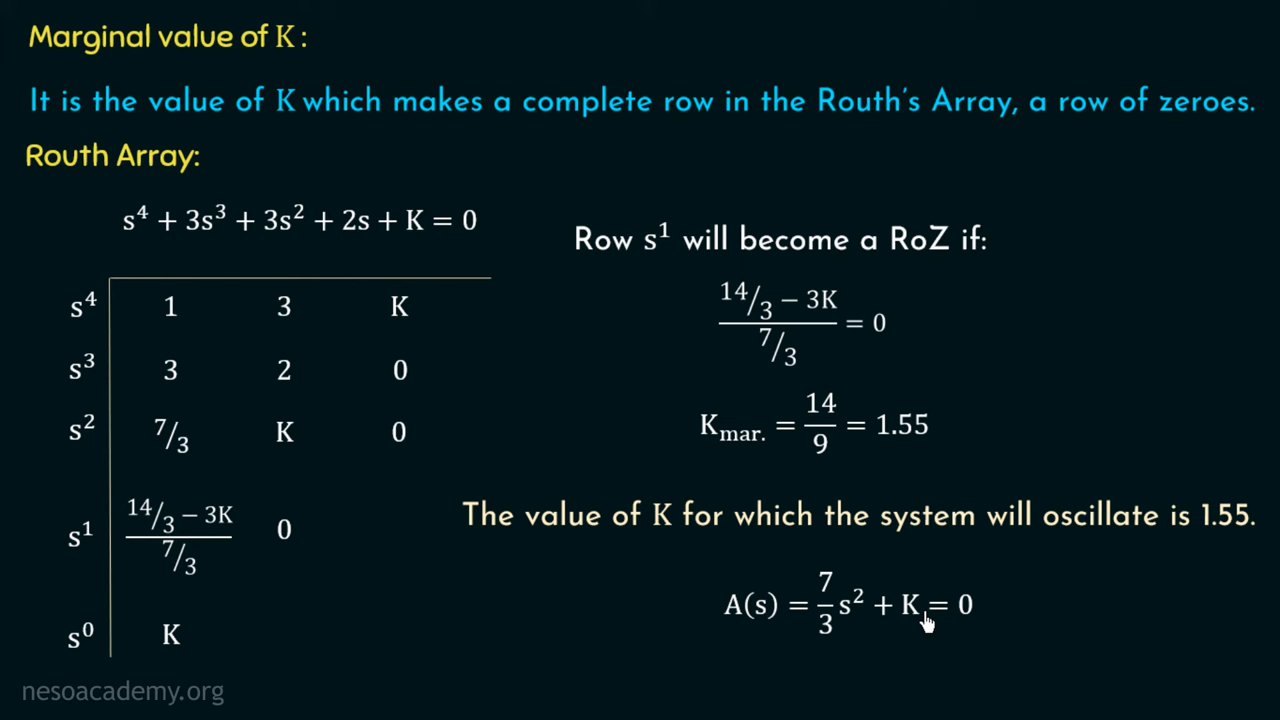 Marginal value of K :
It is the value of K which makes a complete row in the Routh's Array, a row of zeroes.
Routh Array:
s⁴ + 3s³ + 3s² + 2s + K = 0
s⁴ 1 3 K
s³ 3 2 0
s² 7/3 K 0
s¹ (14/3 − 3K)/(7/3) 0
s⁰ K
Row s¹ will become a RoZ if:
(14/3 − 3K)/(7/3) = 0
K_mar. = 14/9 = 1.55
The value of K for which the system will oscillate is 1.55.
A(s) = 7/3 s² + K = 0
nesoacademy.org